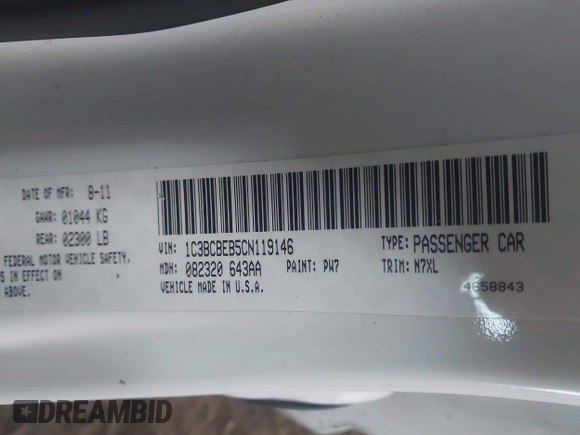 DATE OF MFR: 8-11
GAWR: 01044 KG
REAR: 02300 LB
FEDERAL MOTOR VEHICLE SAFETY,
S IN EFFECT ON
ABOVE.
VIN: 1C3BCBEB5CN119146
TYPE: PASSENGER CAR
MDH: 082320 643AA
PAINT: PW7
TRIM: N7XL
VEHICLE MADE IN U.S.A.
4658843
DREAMBID